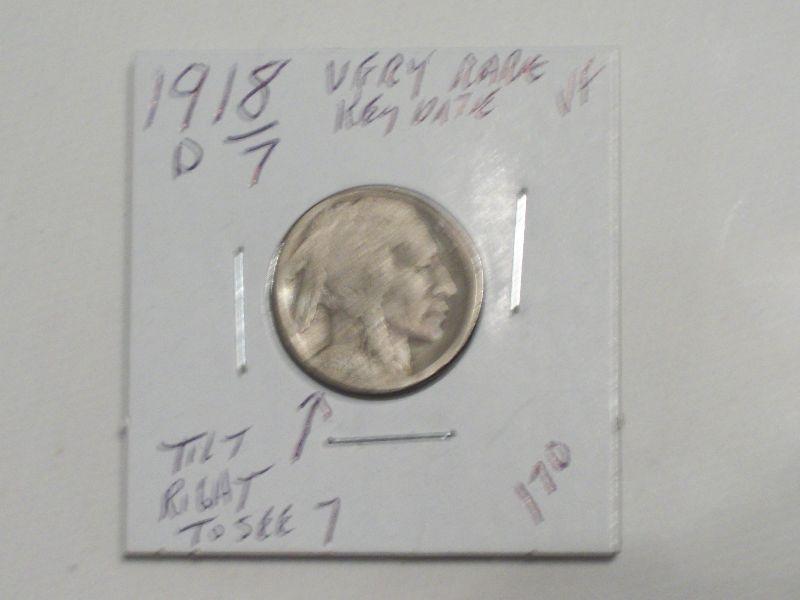 1918 VERY RARE VF
D 7 KEY DATE
TILT ↑
RIGHT
TO SEE 7
170